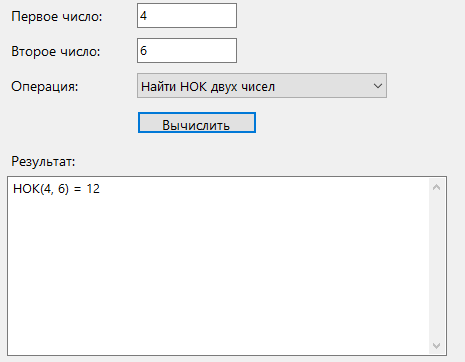 Первое число: 4
Второе число: 6
Операция: Найти НОК двух чисел
Вычислить
Результат:
НОК(4, 6) = 12